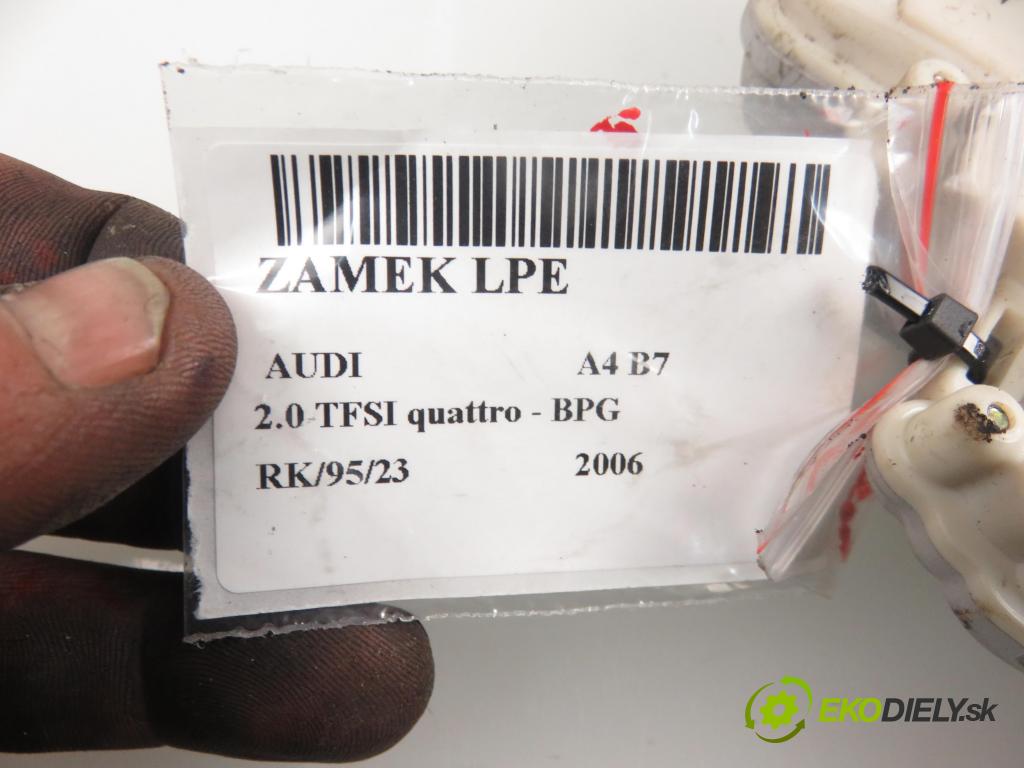 ZAMEK LPE
AUDI A4 B7
2.0 TFSI quattro - BPG
RK/95/23 2006
EKODIELY.sk